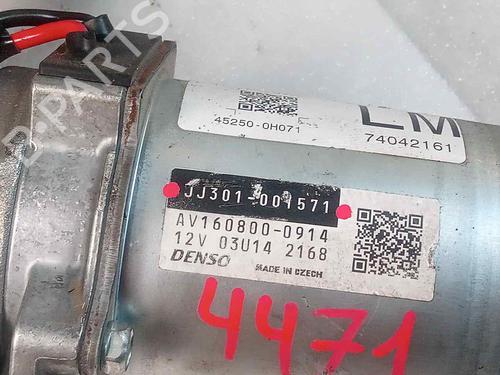 45250-0H071
LM
74042161
JJ301-001571
AV160800-0914
12V 03U14 2168
DENSO
MADE IN CZECH
4471
B-PARTS